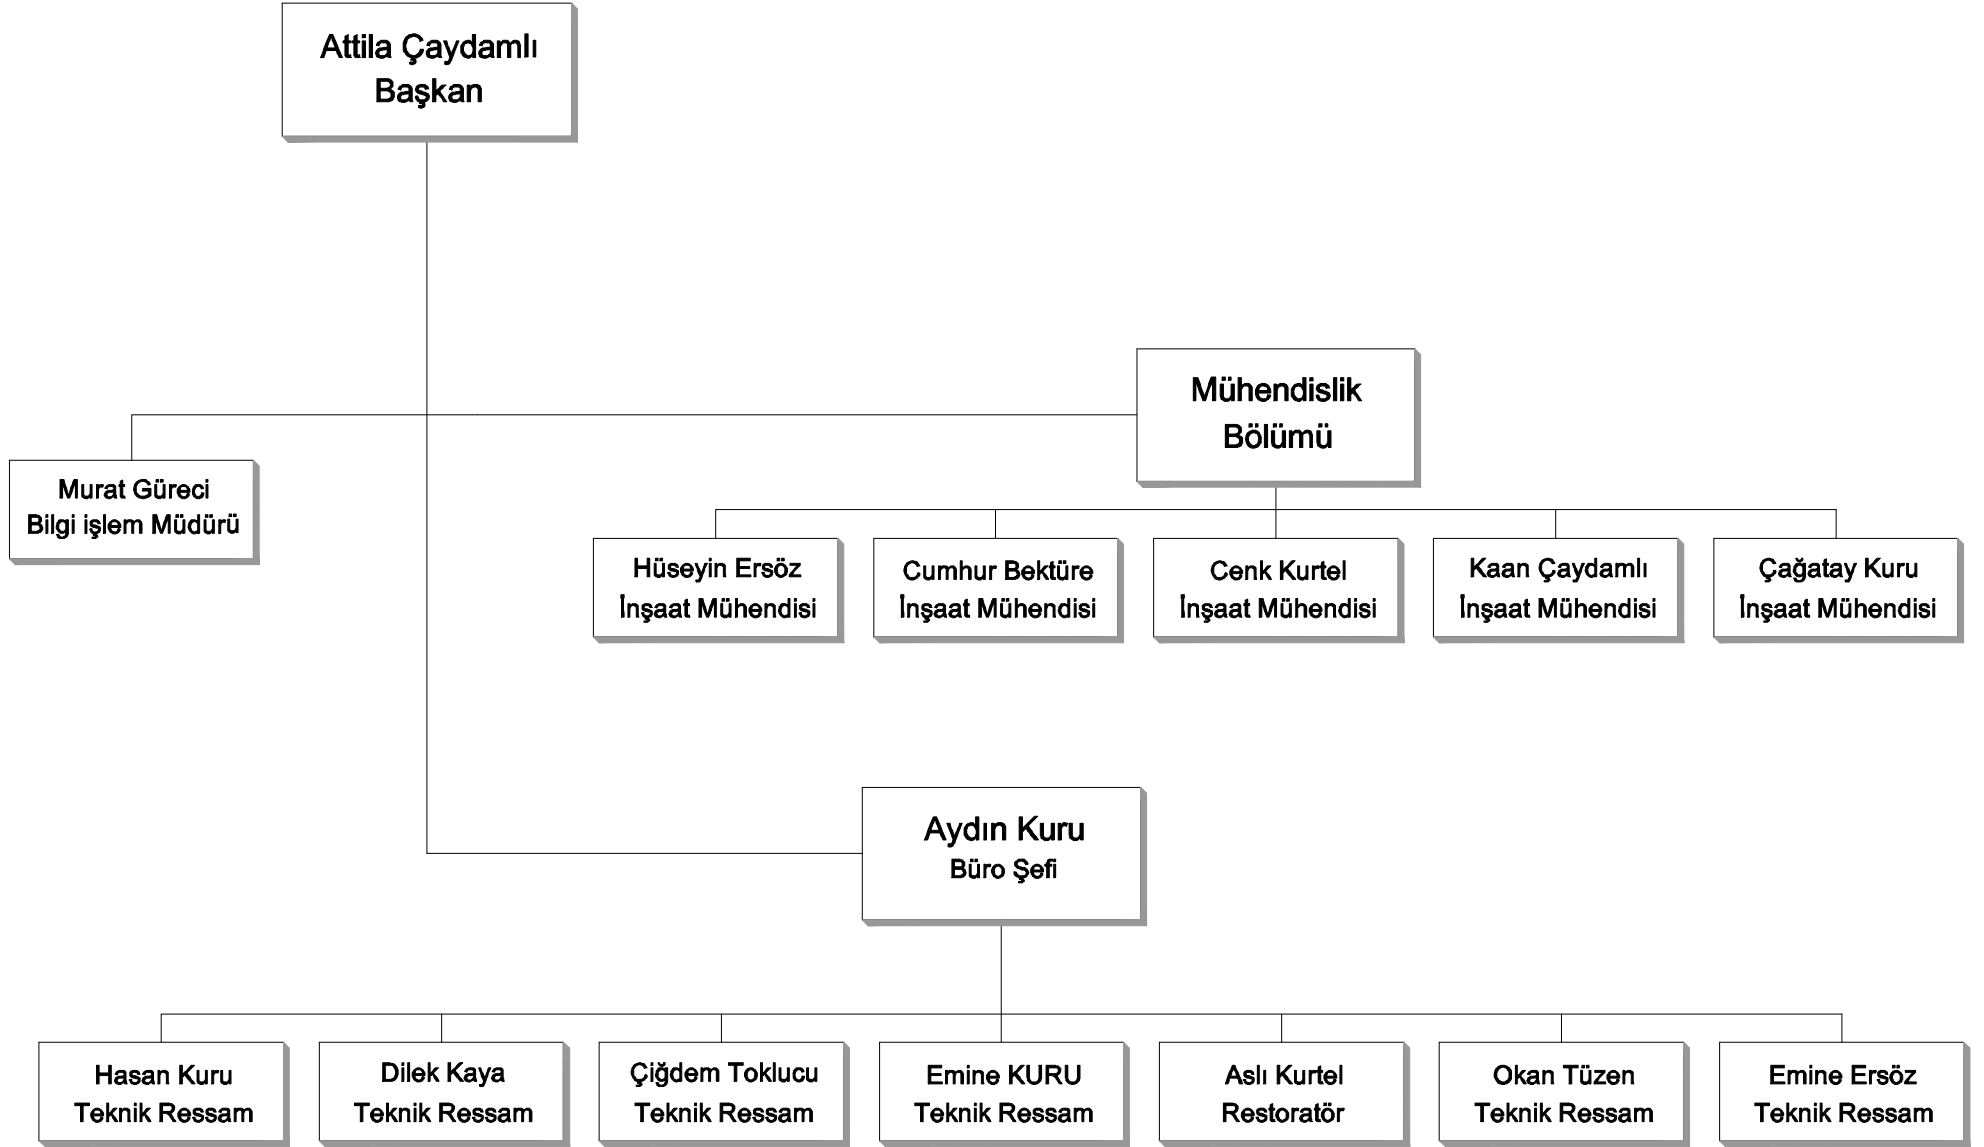 Attila Çaydamlı
Başkan
Mühendislik
Bölümü
Murat Güreci
Bilgi işlem Müdürü
Hüseyin Ersöz
İnşaat Mühendisi
Cumhur Bektüre
İnşaat Mühendisi
Cenk Kurtel
İnşaat Mühendisi
Kaan Çaydamlı
İnşaat Mühendisi
Çağatay Kuru
İnşaat Mühendisi
Aydın Kuru
Büro Şefi
Hasan Kuru
Teknik Ressam
Dilek Kaya
Teknik Ressam
Çiğdem Toklucu
Teknik Ressam
Emine KURU
Teknik Ressam
Aslı Kurtel
Restoratör
Okan Tüzen
Teknik Ressam
Emine Ersöz
Teknik Ressam